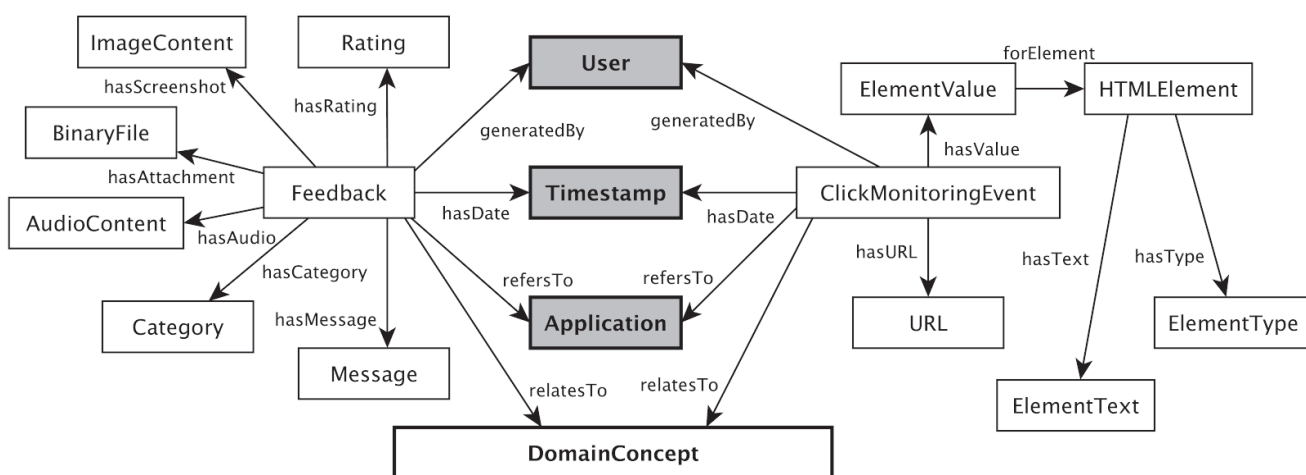 ImageContent
Rating
User
forElement
hasScreenshot
ElementValue
HTMLElement
hasRating
BinaryFile
generatedBy
generatedBy
hasValue
hasAttachment
Feedback
Timestamp
ClickMonitoringEvent
AudioContent
hasAudio
hasDate
hasDate
hasURL
hasText
hasType
hasCategory
refersTo
refersTo
hasMessage
Category
Application
URL
ElementType
Message
relatesTo
relatesTo
ElementText
DomainConcept